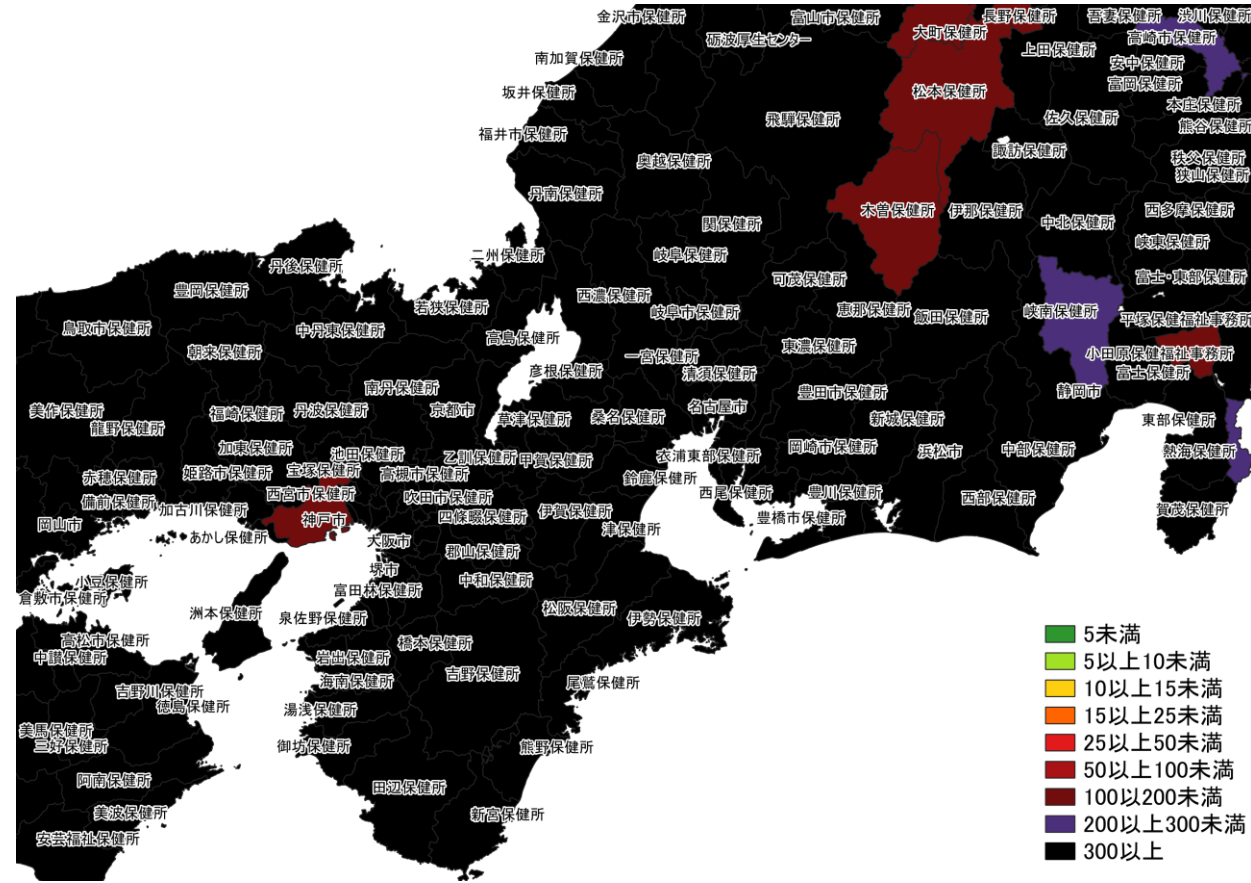 金沢市保健所
富山市保健所
長野保健所
吾妻保健所
渋川保健所
砺波厚生センター
大町保健所
高崎市保健所
南加賀保健所
上田保健所
安中保健所
富岡保健所
坂井保健所
松本保健所
本庄保健所
福井市保健所
飛騨保健所
佐久保健所
熊谷保健所
奥越保健所
諏訪保健所
秩父保健所
狭山保健所
丹南保健所
関保健所
木曽保健所
伊那保健所
中北保健所
西多摩保健所
峡東保健所
二州保健所
岐阜保健所
丹後保健所
可茂保健所
富士・東部保健所
豊岡保健所
若狭保健所
西濃保健所
岐阜市保健所
恵那保健所
飯田保健所
峡南保健所
平塚保健福祉事務所
鳥取市保健所
中丹東保健所
高島保健所
朝来保健所
一宮保健所
東濃保健所
小田原保健福祉事務所
彦根保健所
清須保健所
富士保健所
南丹保健所
豊田市保健所
静岡市
美作保健所
福崎保健所
丹波保健所
京都市
草津保健所
桑名保健所
名古屋市
新城保健所
東部保健所
龍野保健所
加東保健所
池田保健所
乙訓保健所
甲賀保健所
衣浦東部保健所
岡崎市保健所
浜松市
中部保健所
熱海保健所
赤穂保健所
姫路市保健所
宝塚保健所
高槻市保健所
鈴鹿保健所
備前保健所
加古川保健所
西宮市保健所
吹田市保健所
西尾保健所
豊川保健所
西部保健所
岡山市
神戸市
四條畷保健所
伊賀保健所
豊橋市保健所
賀茂保健所
あかし保健所
大阪市
津保健所
郡山保健所
堺市
小豆保健所
中和保健所
倉敷市保健所
富田林保健所
洲本保健所
泉佐野保健所
松阪保健所
伊勢保健所
高松市保健所
橋本保健所
中讃保健所
岩出保健所
吉野保健所
海南保健所
尾鷲保健所
吉野川保健所
徳島保健所
湯浅保健所
美馬保健所
三好保健所
御坊保健所
熊野保健所
阿南保健所
田辺保健所
美波保健所
新宮保健所
安芸福祉保健所
5未満
5以上10未満
10以上15未満
15以上25未満
25以上50未満
50以上100未満
100以200未満
200以上300未満
300以上